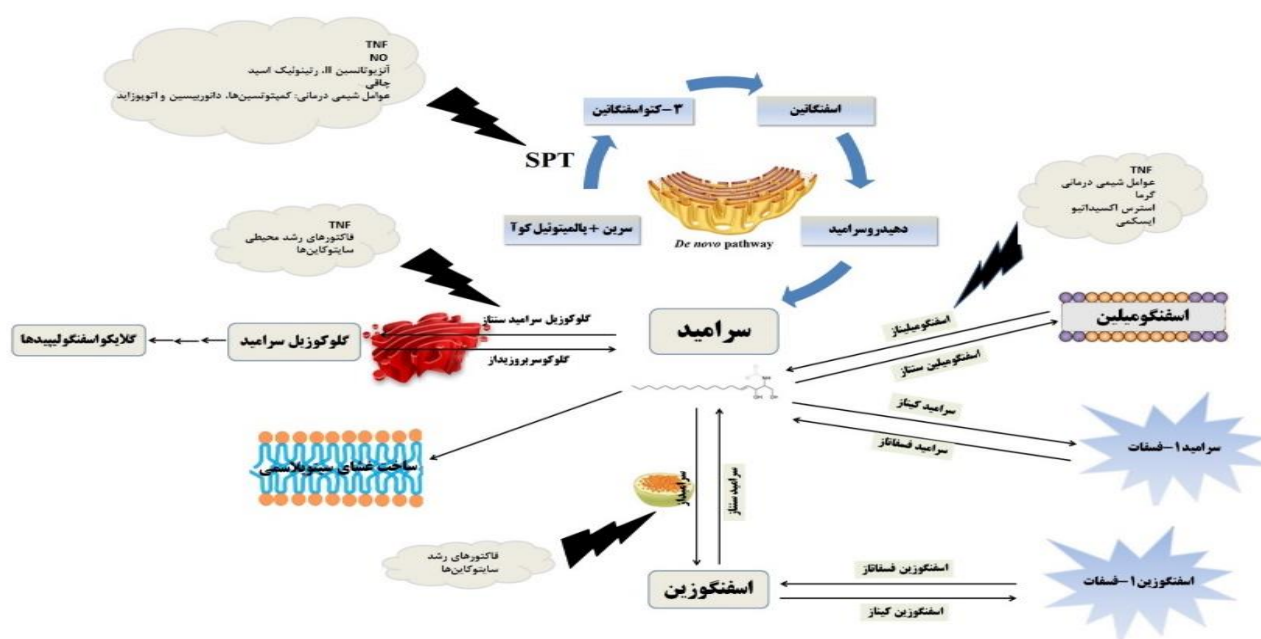 TNF
NO
آنزیوتانسین II، رتینوئیک اسید
چاقی
عوامل شیمی درمانی: کمپتوتسین‌ها، دانوربیسین و اتوپوزاید
SPT
۳-کتواسفنگانین
اسفنگانین
سرین + پالمیتوئیل کوآ
De novo pathway
دهیدروسرامید
TNF
عوامل شیمی درمانی
گرما
استرس اکسیداتیو
ایسکمی
TNF
فاکتورهای رشد محیطی
سایتوکاین‌ها
سرامید
گلوکوزیل سرامید سنتاز
گلوکوسربروزیداز
گلوکوزیل سرامید
گلایکواسفنگولیپیدها
اسفنگومیلیناز
اسفنگومیلین سنتاز
اسفنگومیلین
سرامید کیناز
سرامید فسفاتاز
سرامید ۱-فسفات
ساخت غشای سیتوپلاسمی
سرامیداز
سرامید سنتاز
فاکتورهای رشد
سایتوکاین‌ها
اسفنگوزین
اسفنگوزین فسفاتاز
اسفنگوزین کیناز
اسفنگوزین ۱-فسفات